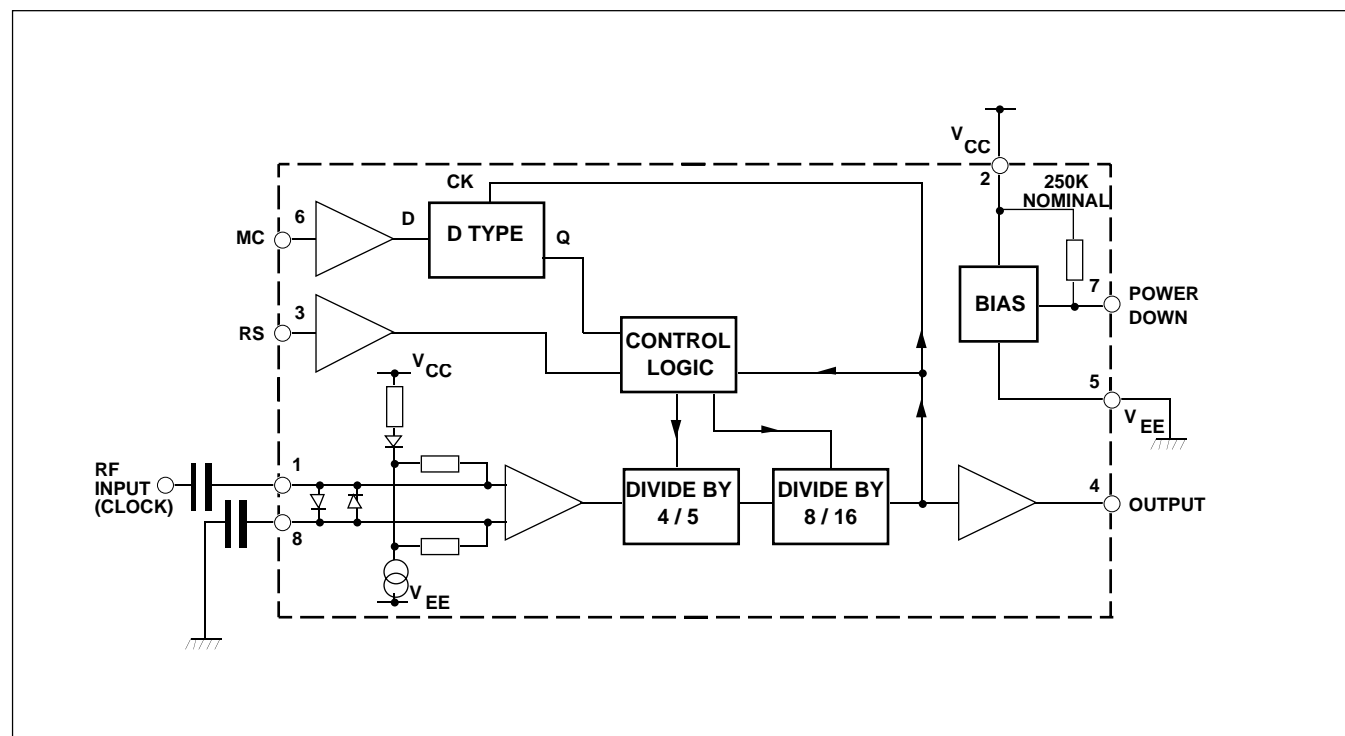 V
CC
2
250K
NOMINAL
CK
6
D
MC
D TYPE
Q
7
POWER
DOWN
BIAS
3
RS
CONTROL
LOGIC
V
CC
5
V
EE
1
RF
INPUT
(CLOCK)
DIVIDE BY
4 / 5
DIVIDE BY
8 / 16
4
OUTPUT
8
V
EE